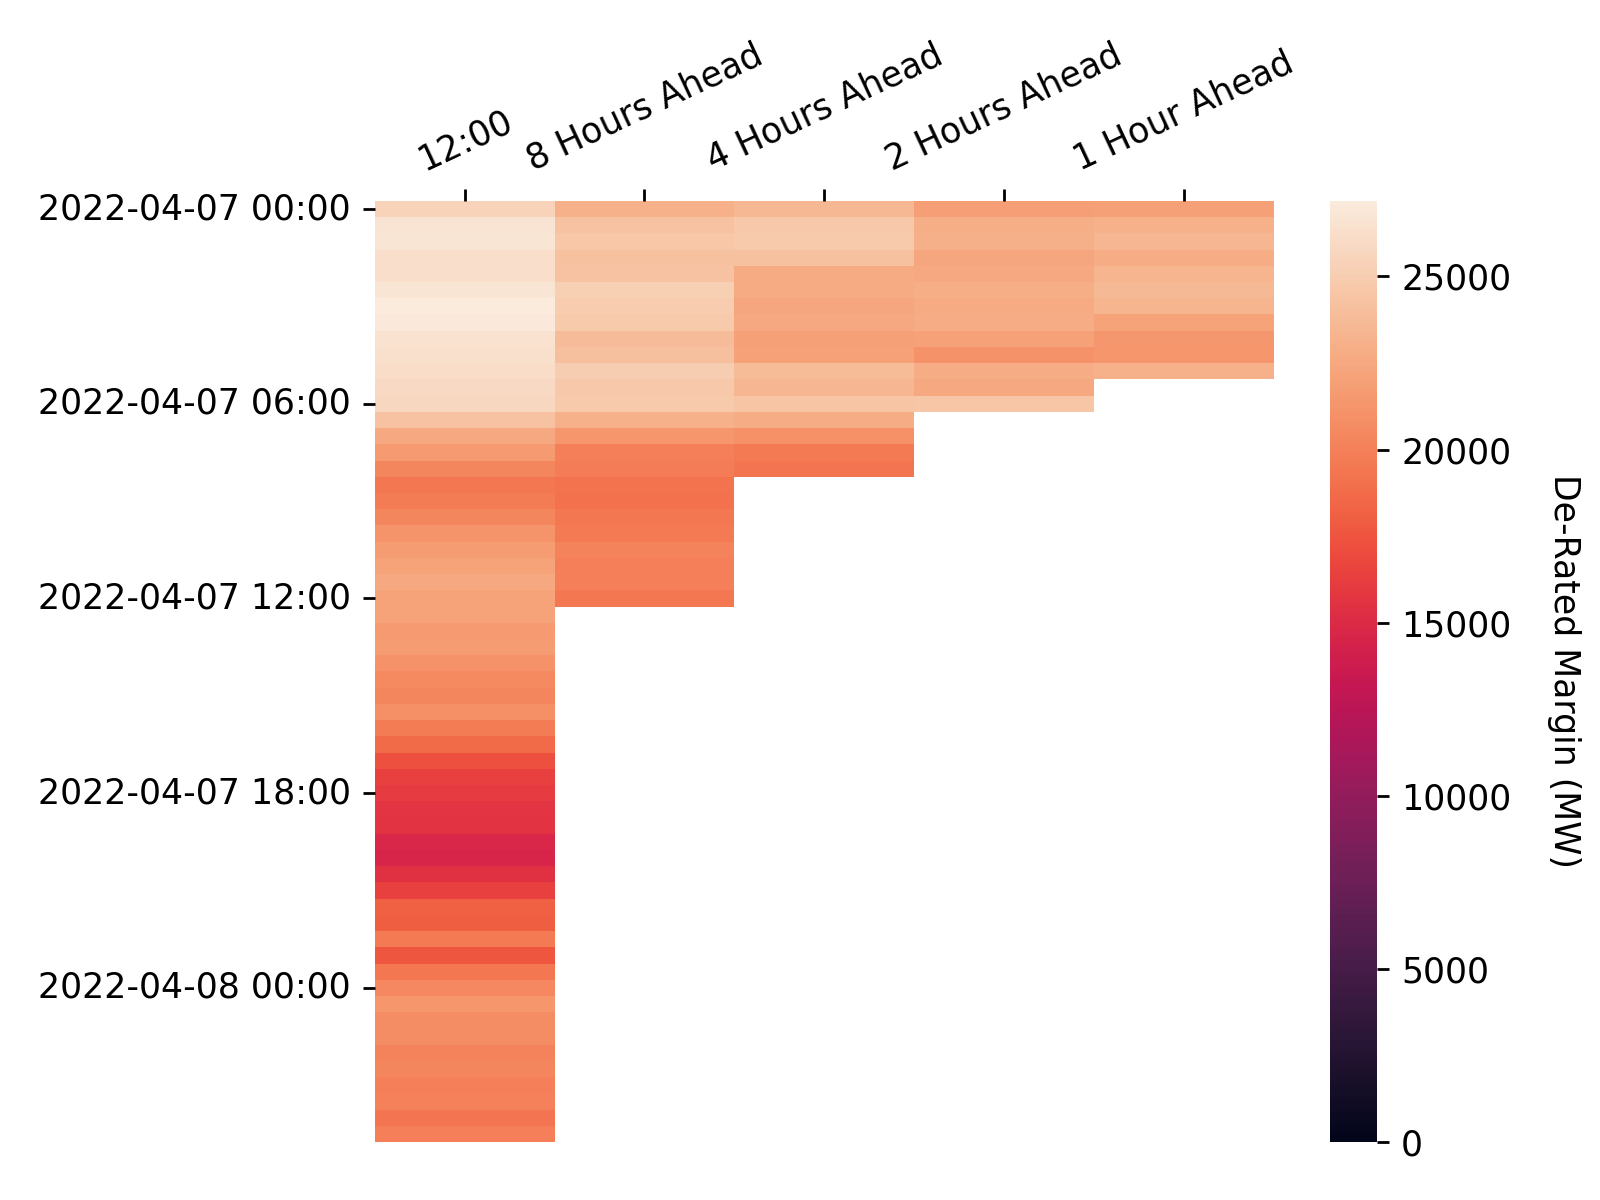 12:00
8 Hours Ahead
4 Hours Ahead
2 Hours Ahead
1 Hour Ahead
2022-04-07 00:00
2022-04-07 06:00
2022-04-07 12:00
2022-04-07 18:00
2022-04-08 00:00
25000
20000
15000
10000
5000
0
De-Rated Margin (MW)